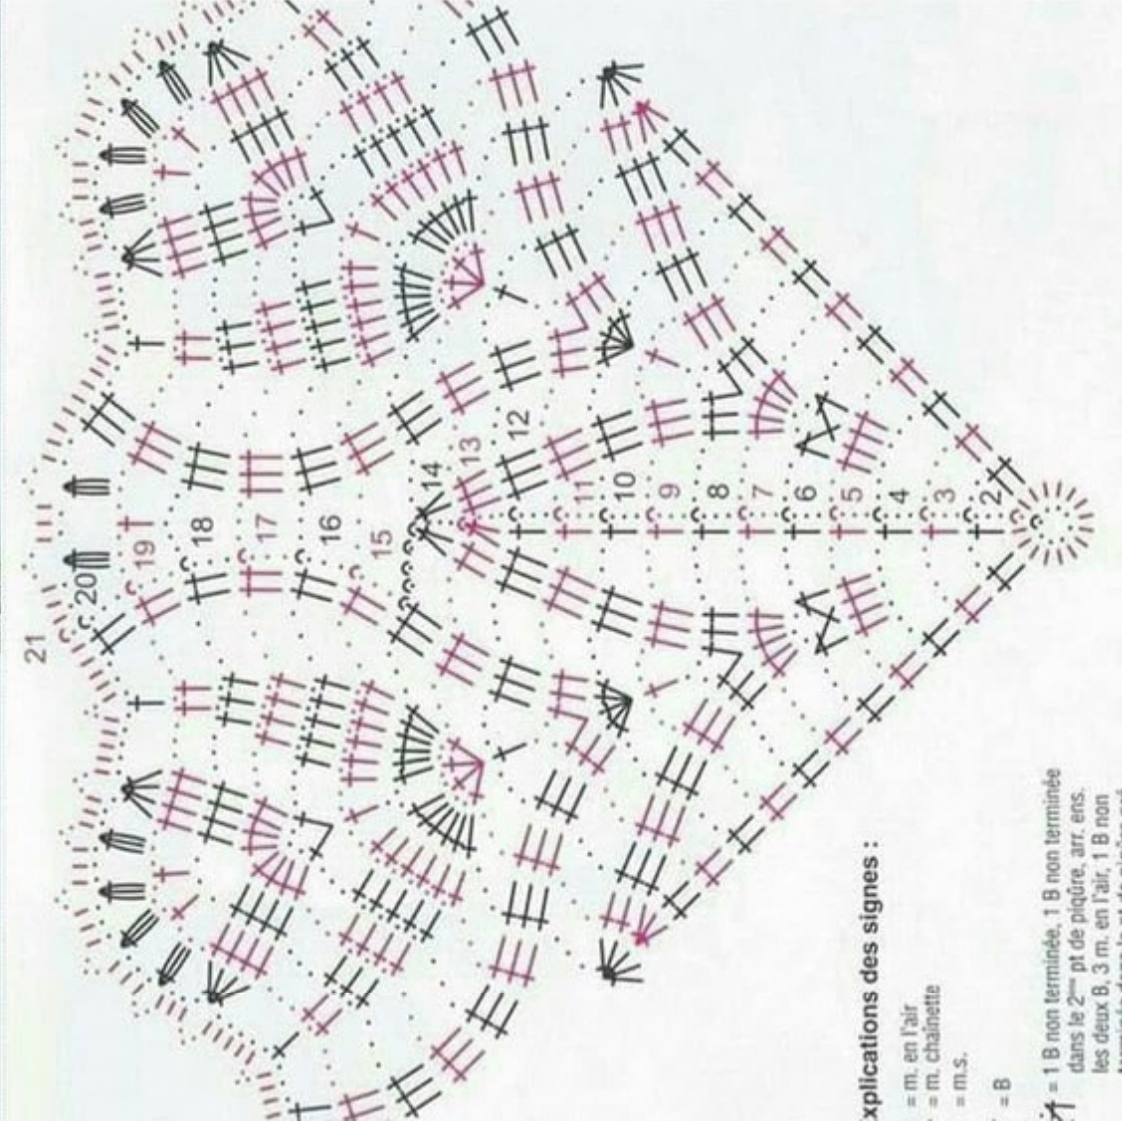 21
20
19
18
17
16
15
14
13
12
11
10
9
8
7
6
5
4
3
2
xplications des signes :
= m. en l'air
= m. chaînette
= m.s.
= B
= 1 B non terminée, 1 B non terminée
dans le 2ème pt de piqûre, arr. ens.
les deux B, 3 m. en l'air, 1 B non